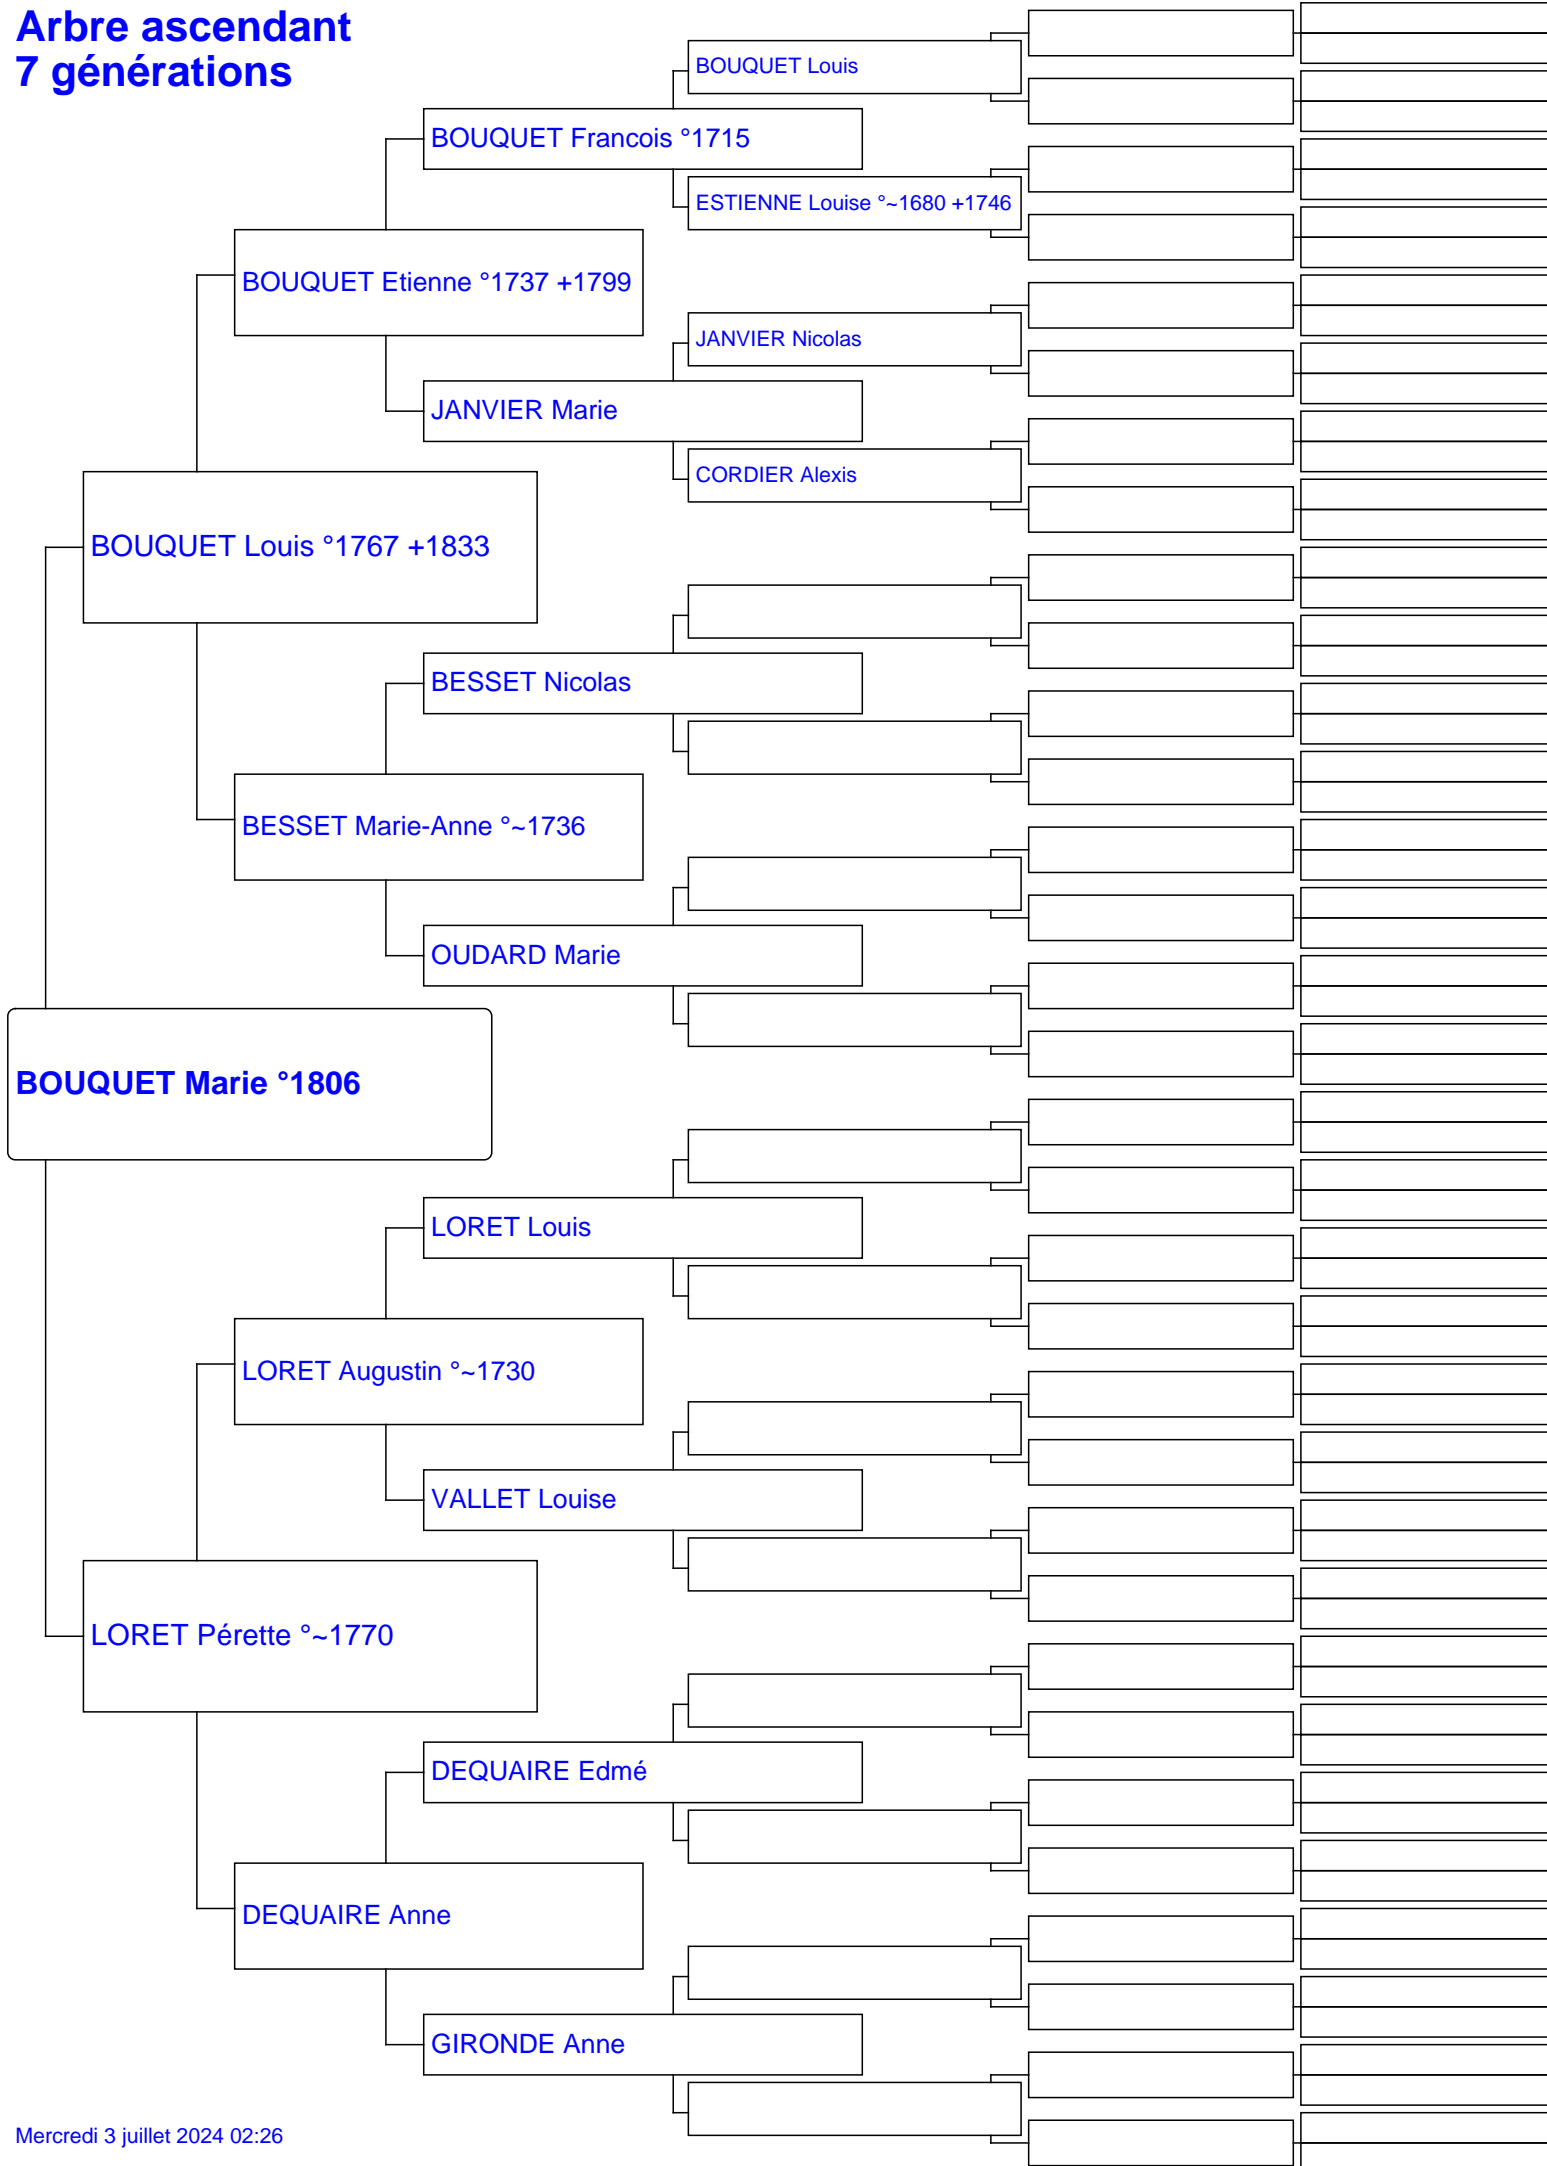 Arbre ascendant
7 générations
BOUQUET Louis
BOUQUET Francois °1715
ESTIENNE Louise °~1680 +1746
BOUQUET Etienne °1737 +1799
JANVIER Nicolas
JANVIER Marie
CORDIER Alexis
BOUQUET Louis °1767 +1833
BESSET Nicolas
BESSET Marie-Anne °~1736
OUDARD Marie
BOUQUET Marie °1806
LORET Louis
LORET Augustin °~1730
VALLET Louise
LORET Pérette °~1770
DEQUAIRE Edmé
DEQUAIRE Anne
GIRONDE Anne
Mercredi 3 juillet 2024 02:26